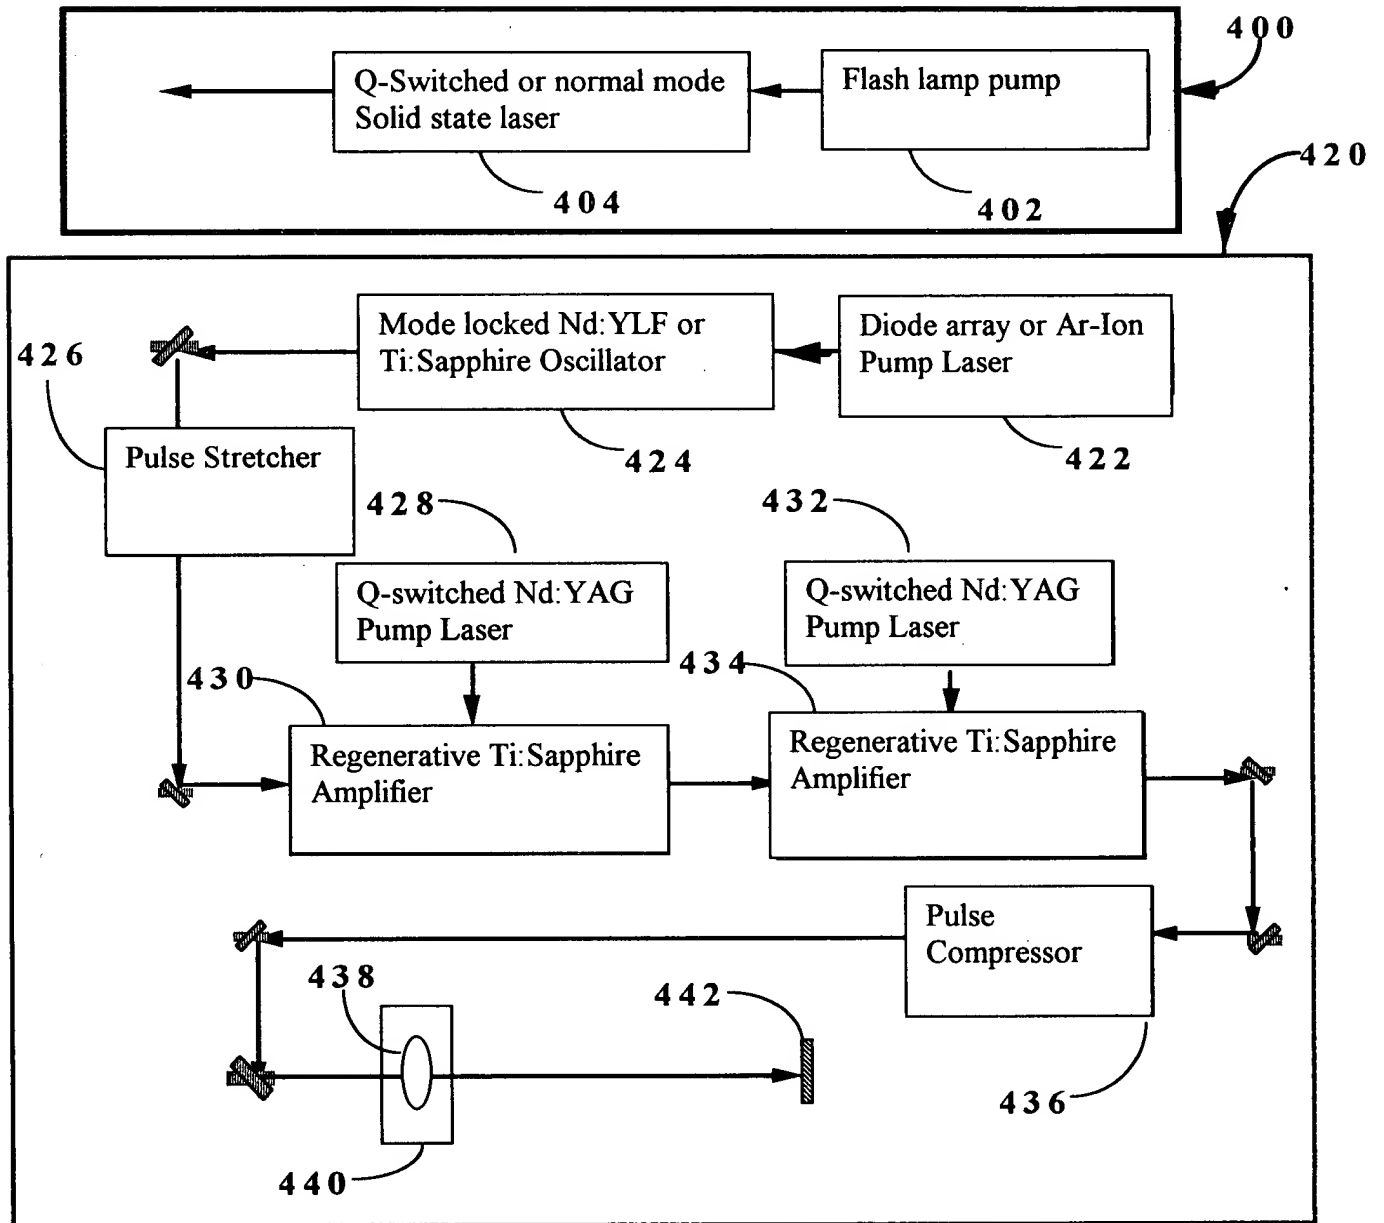 400
Q-Switched or normal mode
Solid state laser
Flash lamp pump
404
402
420
Mode locked Nd:YLF or
Ti:Sapphire Oscillator
Diode array or Ar-Ion
Pump Laser
426
Pulse Stretcher
424
422
428
432
Q-switched Nd:YAG
Pump Laser
Q-switched Nd:YAG
Pump Laser
430
434
Regenerative Ti:Sapphire
Amplifier
Regenerative Ti:Sapphire
Amplifier
Pulse
Compressor
438
442
436
440